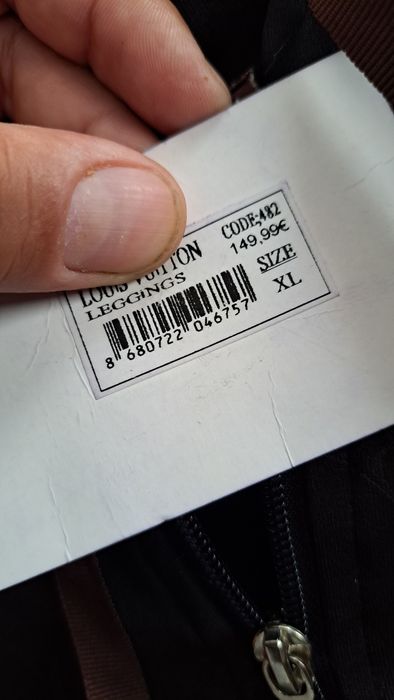 LOUIS VUITTON
LEGGINGS
CODE;482
149,99€
SIZE
XL
8 680722 046757